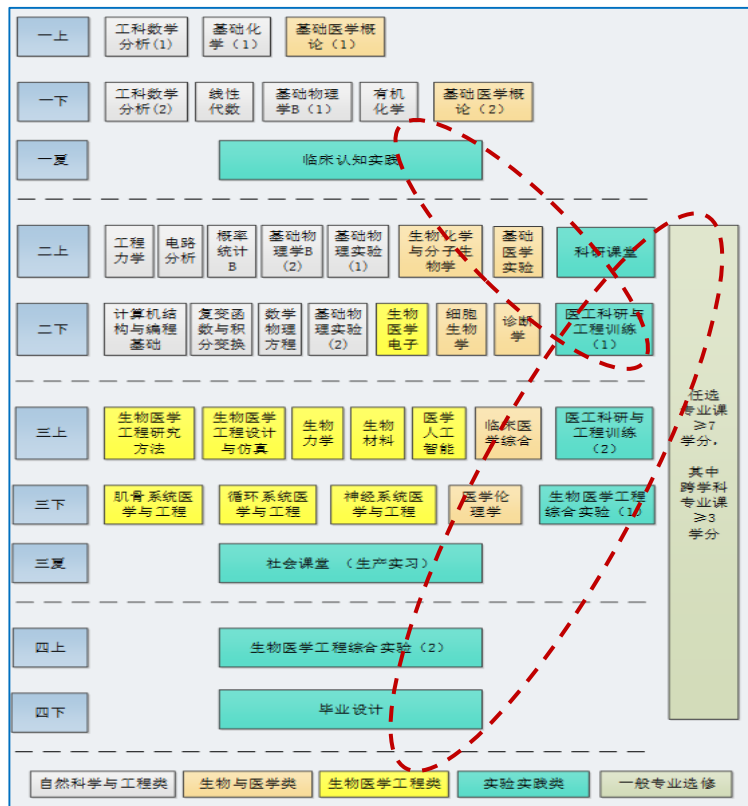 一上
工科数学
分析(1)
基础化
学（1）
基础医学概
论（1）
一下
工科数学
分析(2)
线性
代数
基础物理
学B（1）
有机
化学
基础医学概
论（2）
一夏
临床认知实践
二上
工程
力学
电路
分析
概率
统计
B
基础物
理学B
(2)
基础物
理实验
(1)
生物化学
与分子生
物学
基础
医学
实验
科研课堂
二下
计算机结
构与编程
基础
复变函
数与积
分变换
数学
物理
方程
基础物
理实验
(2)
生物
医学
电子
细胞
生物
学
诊断
学
医工科研与
工程训练
(1)
三上
生物医学
工程研究
方法
生物医学
工程设计
与仿真
生物
力学
生物
材料
医学
人工
智能
临床医
学综合
医工科研与
工程训练
(2)
三下
肌骨系统医
学与工程
循环系统医
学与工程
神经系统医
学与工程
医学伦
理学
生物医学工程
综合实验（1）
三夏
社会课堂 （生产实习）
四上
生物医学工程综合实验（2）
四下
毕业设计
任选
专业课
≥7
学分，
其中
跨学科
专业课
≥3
学分
自然科学与工程类
生物与医学类
生物医学工程类
实验实践类
一般专业选修